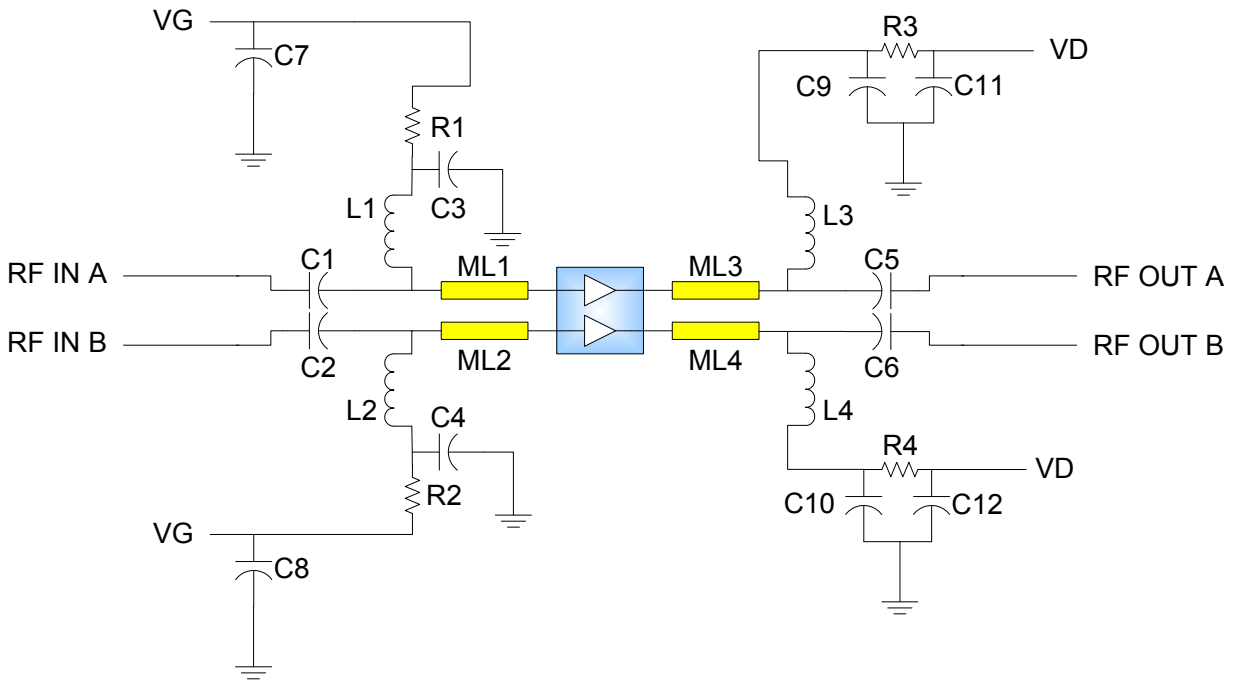 VG
C7
R1
C3
L1
R3
VD
C9
C11
L3
RF IN A
C1
ML1
ML3
C5
RF OUT A
RF IN B
C2
ML2
ML4
C6
RF OUT B
L2
C4
R2
VG
C8
L4
R4
VD
C10
C12